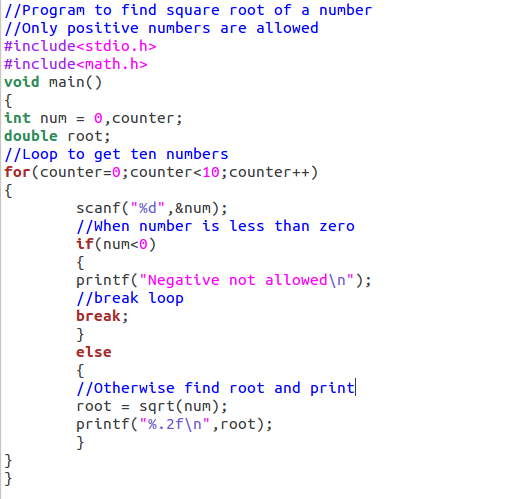 //Program to find square root of a number
//Only positive numbers are allowed
#include<stdio.h>
#include<math.h>
void main()
{
int num = 0,counter;
double root;
//Loop to get ten numbers
for(counter=0;counter<10;counter++)
{
        scanf("%d",&num);
        //When number is less than zero
        if(num<0)
        {
        printf("Negative not allowed\n");
        //break loop
        break;
        }
        else
        {
        //Otherwise find root and print
        root = sqrt(num);
        printf("%.2f\n",root);
        }
}
}